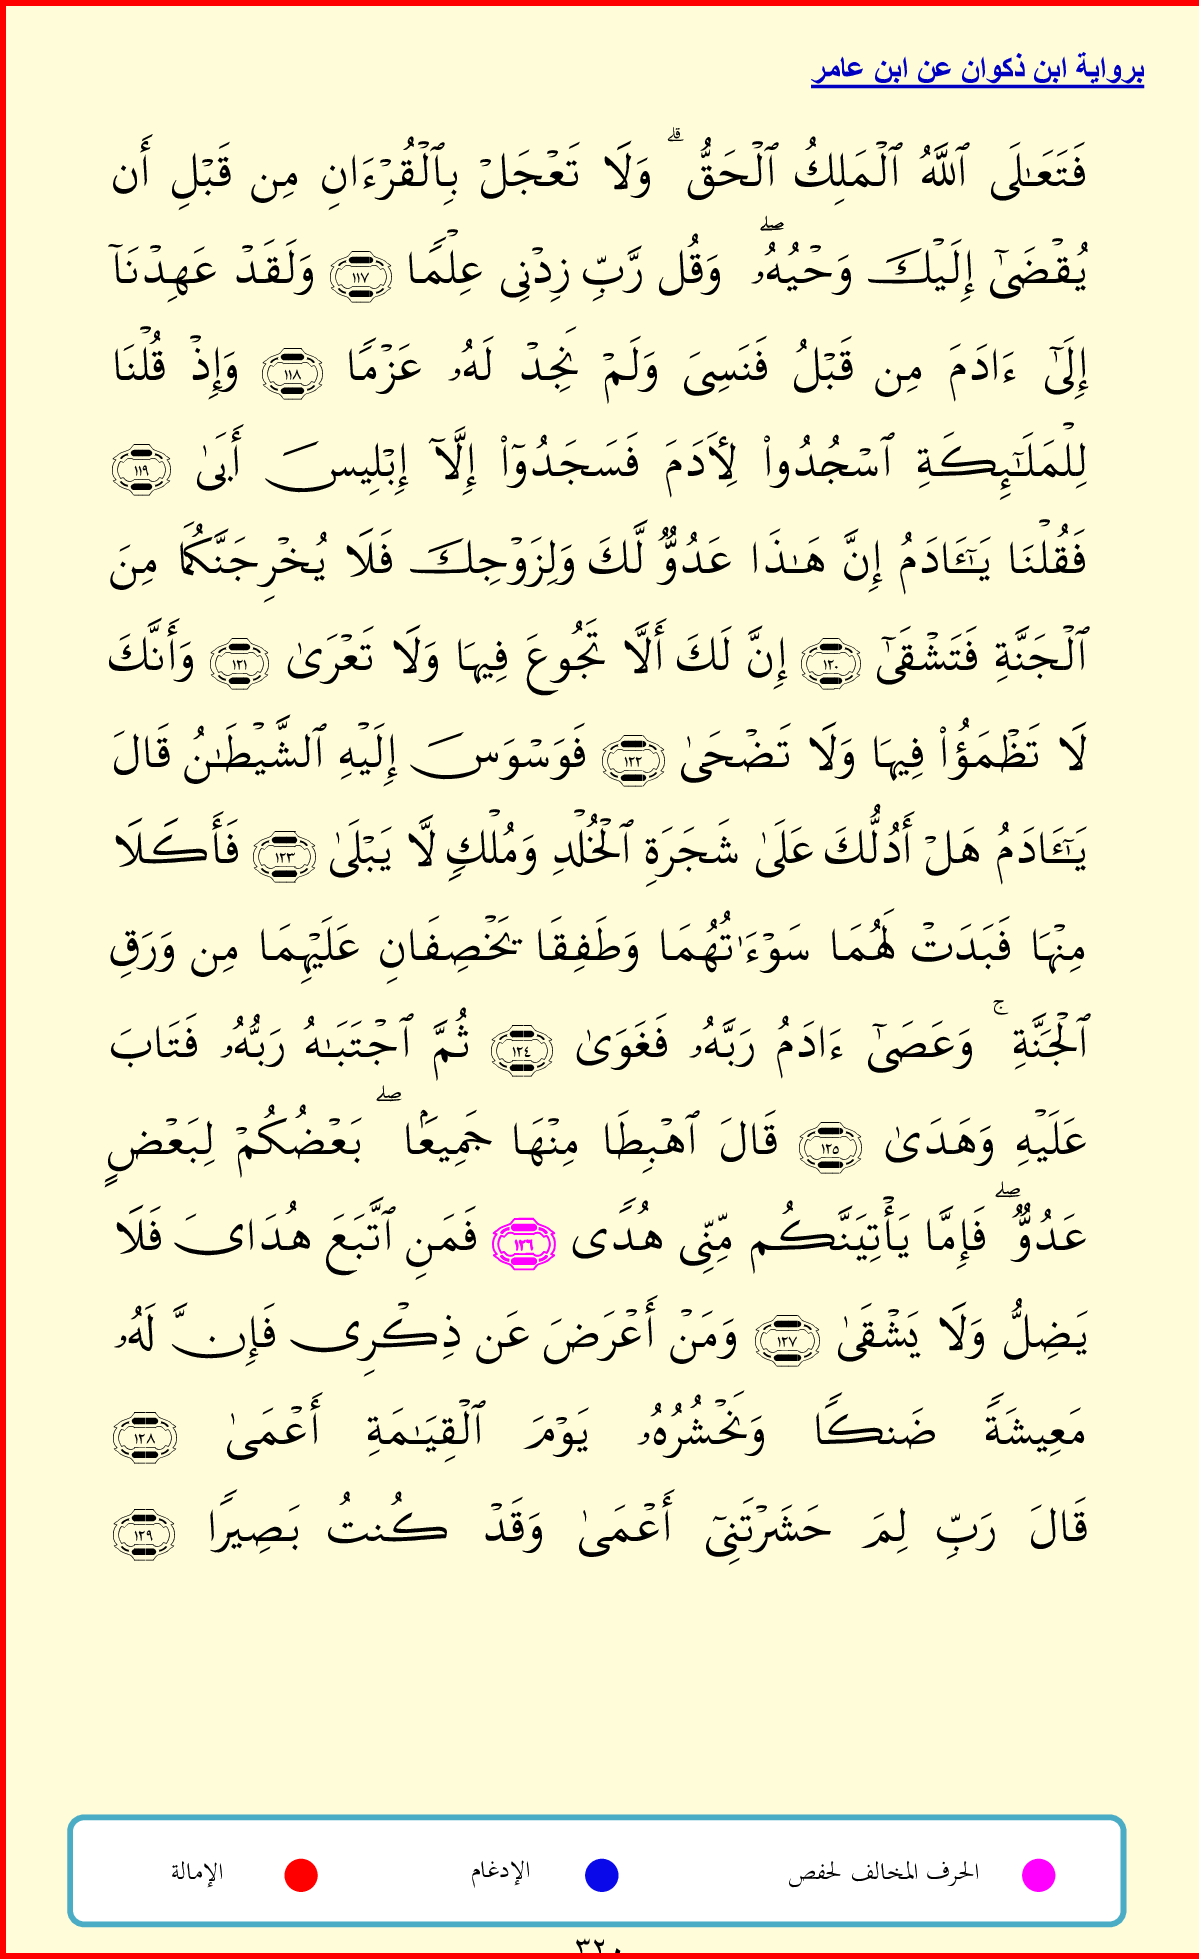 برواية ابن ذكوان عن ابن عامر
فَتَعَـٰلَى ٱللَّهُ ٱلْمَلِكُ ٱلْحَقُّ ۗ وَلَا تَعْجَلْ بِٱلْقُرْءَانِ مِن قَبْلِ أَن
يُقْضَىٰٓ إِلَيْكَ وَحْيُهُۥ ۖ وَقُل رَّبِّ زِدْنِى عِلْمًا ١١٧ وَلَقَدْ عَهِدْنَآ
إِلَىٰٓ ءَادَمَ مِن قَبْلُ فَنَسِىَ وَلَمْ نَجِدْ لَهُۥ عَزْمًا ١١٨ وَإِذْ قُلْنَا
لِلْمَلَـٰٓئِكَةِ ٱسْجُدُوا۟ لِأَدَمَ فَسَجَدُوٓا۟ إِلَّآ إِبْلِيسَ أَبَىٰ ١١٩
فَقُلْنَا يَـٰٓـَٔادَمُ إِنَّ هَـٰذَا عَدُوٌّ لَّكَ وَلِزَوْجِكَ فَلَا يُخْرِجَنَّكُمَا مِنَ
ٱلْجَنَّةِ فَتَشْقَىٰٓ ١٢٠ إِنَّ لَكَ أَلَّا تَجُوعَ فِيهَا وَلَا تَعْرَىٰ ١٢١ وَأَنَّكَ
لَا تَظْمَؤُا۟ فِيهَا وَلَا تَضْحَىٰ ١٢٢ فَوَسْوَسَ إِلَيْهِ ٱلشَّيْطَـٰنُ قَالَ
يَـٰٓـَٔادَمُ هَلْ أَدُلُّكَ عَلَىٰ شَجَرَةِ ٱلْخُلْدِ وَمُلْكٍ لَّا يَبْلَىٰ ١٢٣ فَأَكَلَا
مِنْهَا فَبَدَتْ لَهُمَا سَوْءَٰتُهُمَا وَطَفِقَا يَخْصِفَانِ عَلَيْهِمَا مِن وَرَقِ
ٱلْجَنَّةِ ۚ وَعَصَىٰٓ ءَادَمُ رَبَّهُۥ فَغَوَىٰ ١٢٤ ثُمَّ ٱجْتَبَـٰهُ رَبُّهُۥ فَتَابَ
عَلَيْهِ وَهَدَىٰ ١٢٥ قَالَ ٱهْبِطَا مِنْهَا جَمِيعًۢا ۖ بَعْضُكُمْ لِبَعْضٍ
عَدُوٌّ ۖ فَإِمَّا يَأْتِيَنَّكُم مِّنِّى هُدًى ١٢٦ فَمَنِ ٱتَّبَعَ هُدَاىَ فَلَا
يَضِلُّ وَلَا يَشْقَىٰ ١٢٧ وَمَنْ أَعْرَضَ عَن ذِكْرِى فَإِنَّ لَهُۥ
مَعِيشَةً ضَنكًا وَنَحْشُرُهُۥ يَوْمَ ٱلْقِيَـٰمَةِ أَعْمَىٰ ١٢٨
قَالَ رَبِّ لِمَ حَشَرْتَنِىٓ أَعْمَىٰ وَقَدْ كُنتُ بَصِيرًا ١٢٩
الحرف المخالف لحفص الإدغام الإمالة
٣٢٠